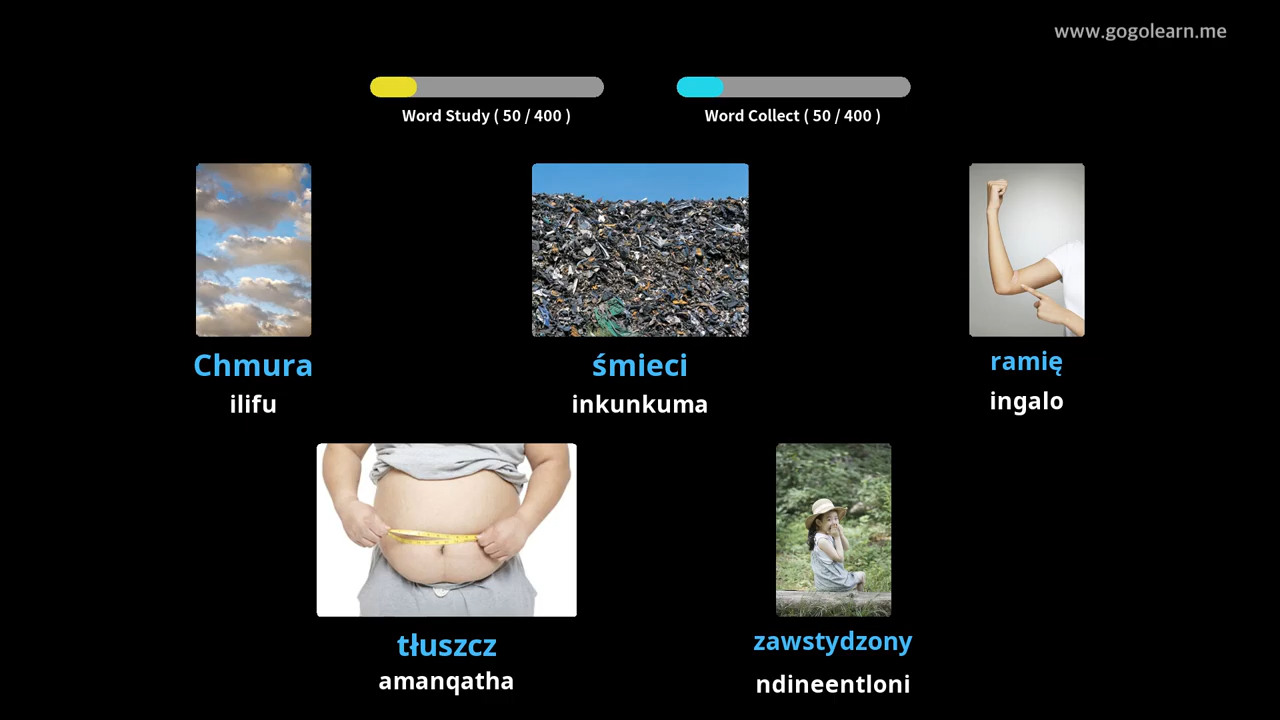 www.gogolearn.me
Word Study ( 50 / 400 )
Word Collect ( 50 / 400 )
Chmura
ilifu
śmieci
inkunkuma
ramię
ingalo
tłuszcz
amanqatha
zawstydzony
ndineentloni